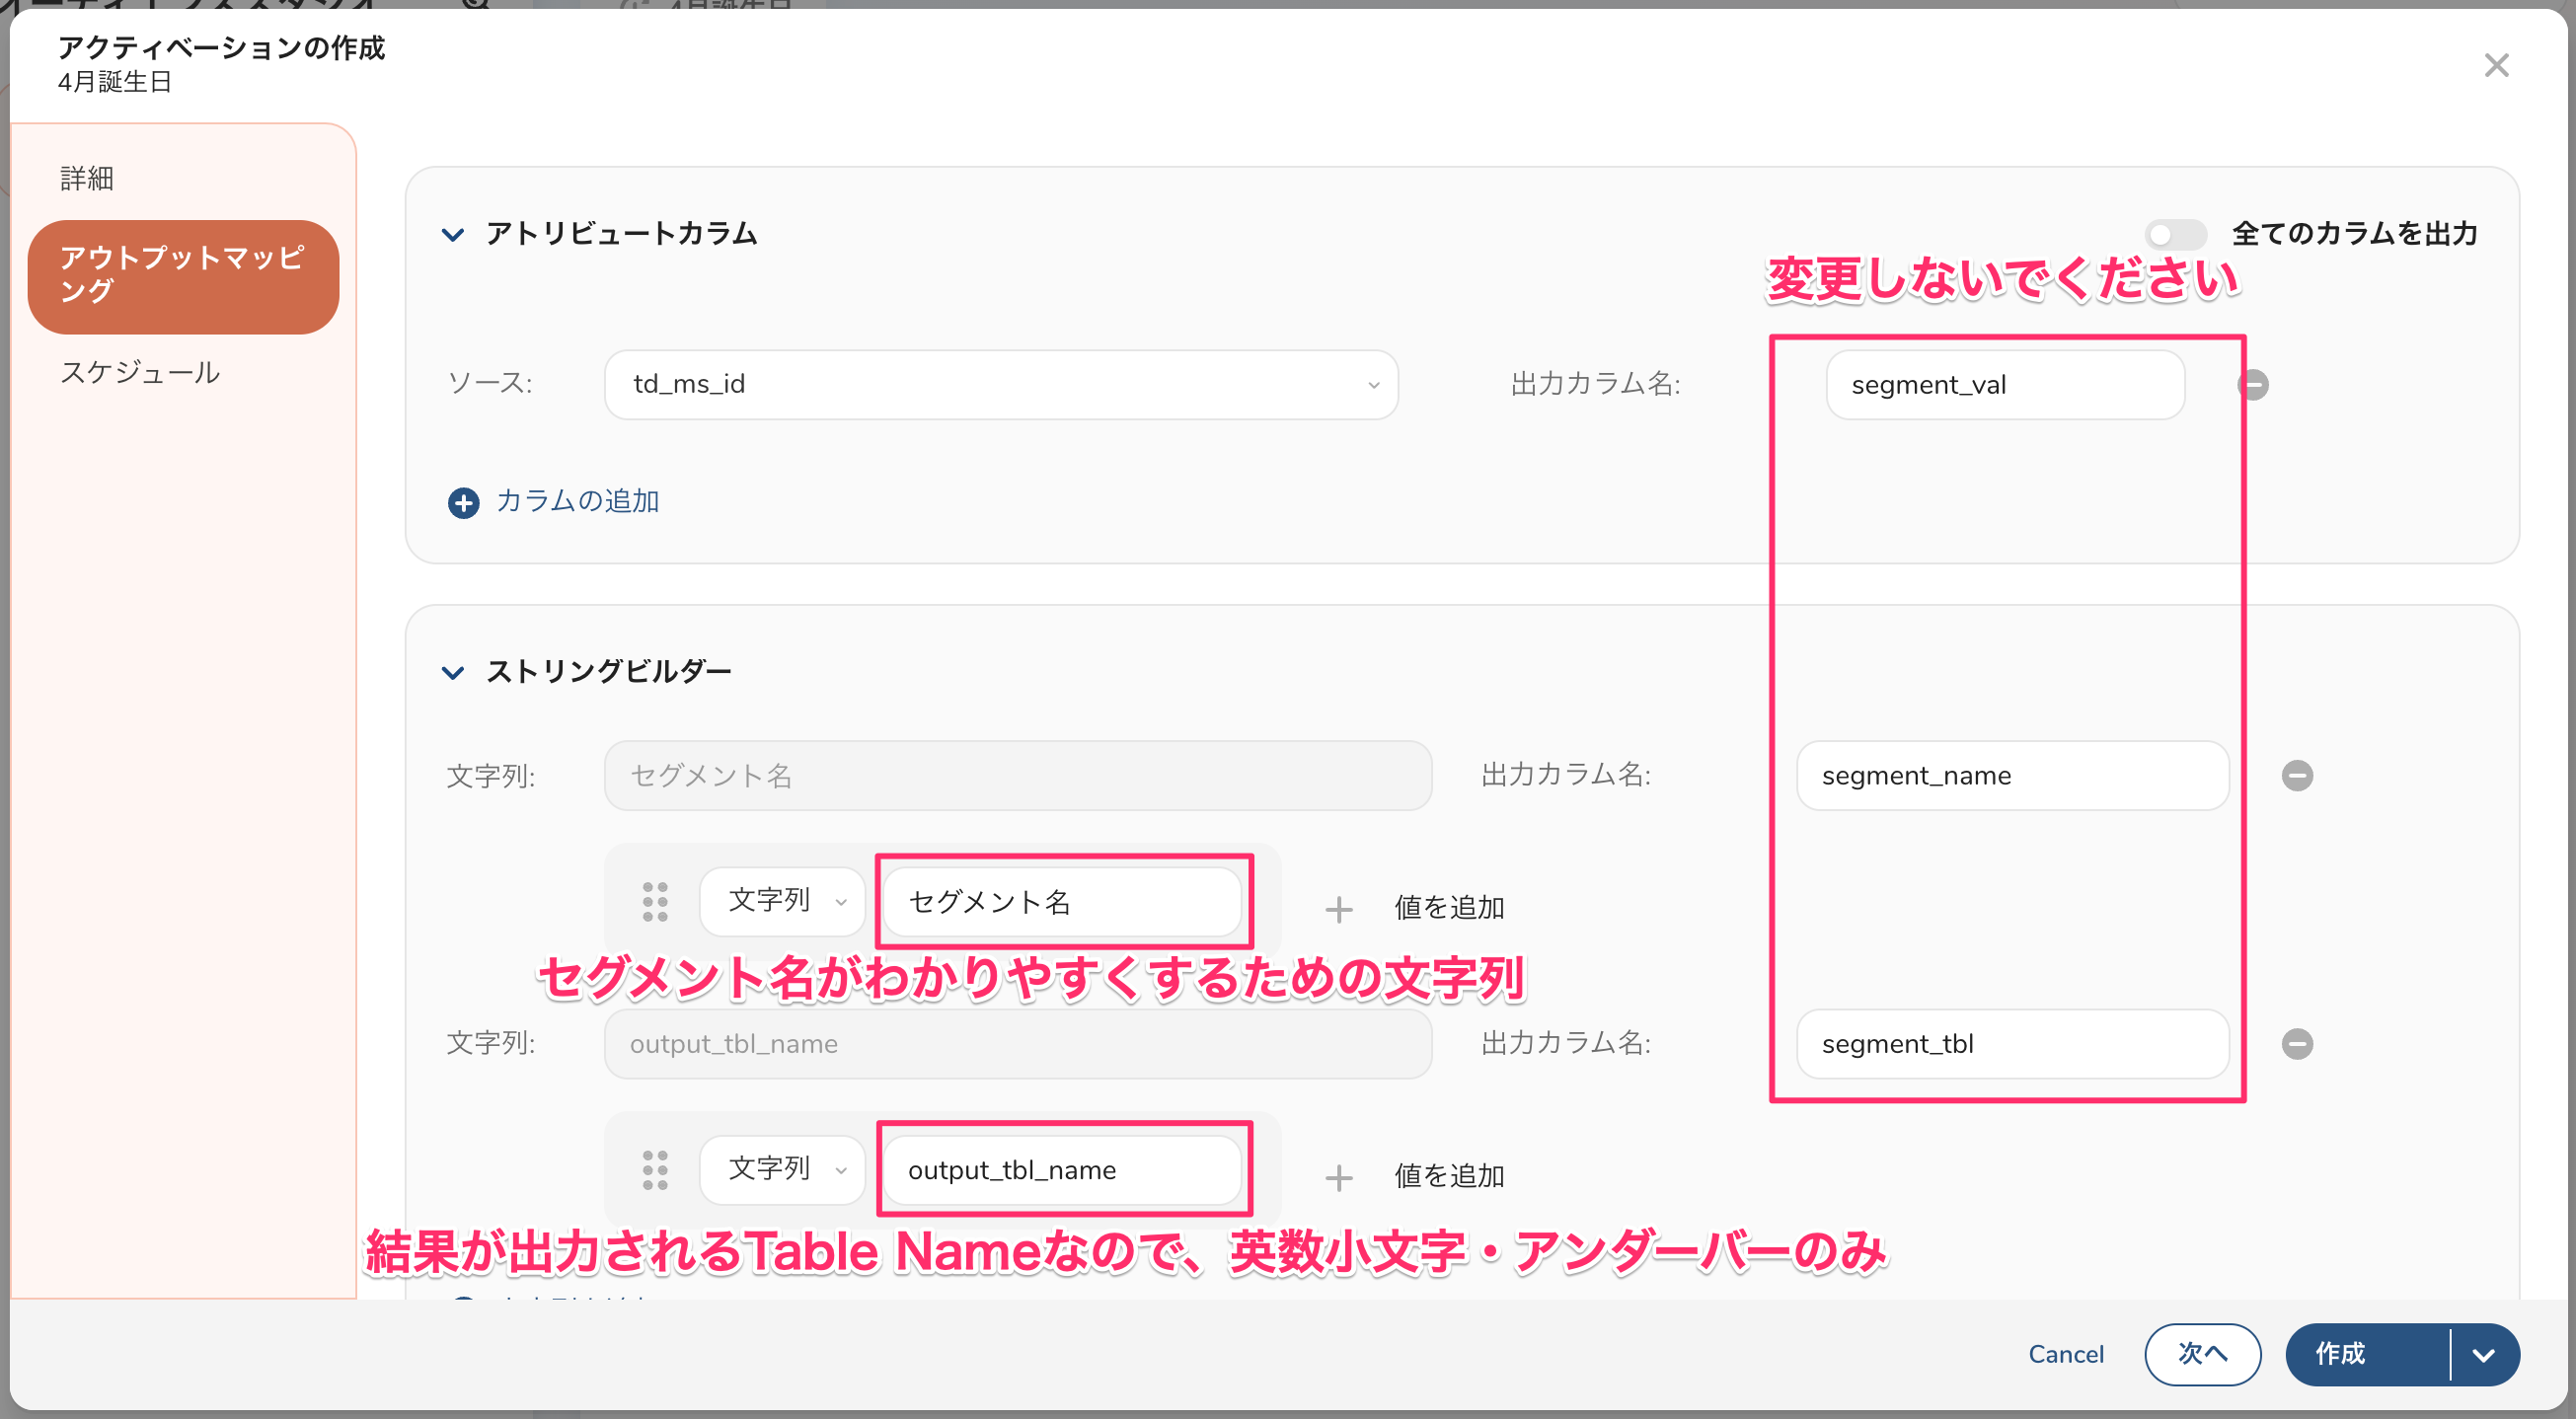 4月誕生日
アクティベーションの作成
4月誕生日
詳細
アウトプットマッピ
ング
スケジュール
アトリビュートカラム
全てのカラムを出力
変更しないでください
ソース:
td_ms_id
出力カラム名:
segment_val
カラムの追加
ストリングビルダー
文字列:
セグメント名
出力カラム名:
segment_name
文字列
セグメント名
値を追加
セグメント名がわかりやすくするための文字列
文字列:
output_tbl_name
出力カラム名:
segment_tbl
文字列
output_tbl_name
値を追加
結果が出力されるTable Nameなので、英数小文字・アンダーバーのみ
Cancel
次へ
作成